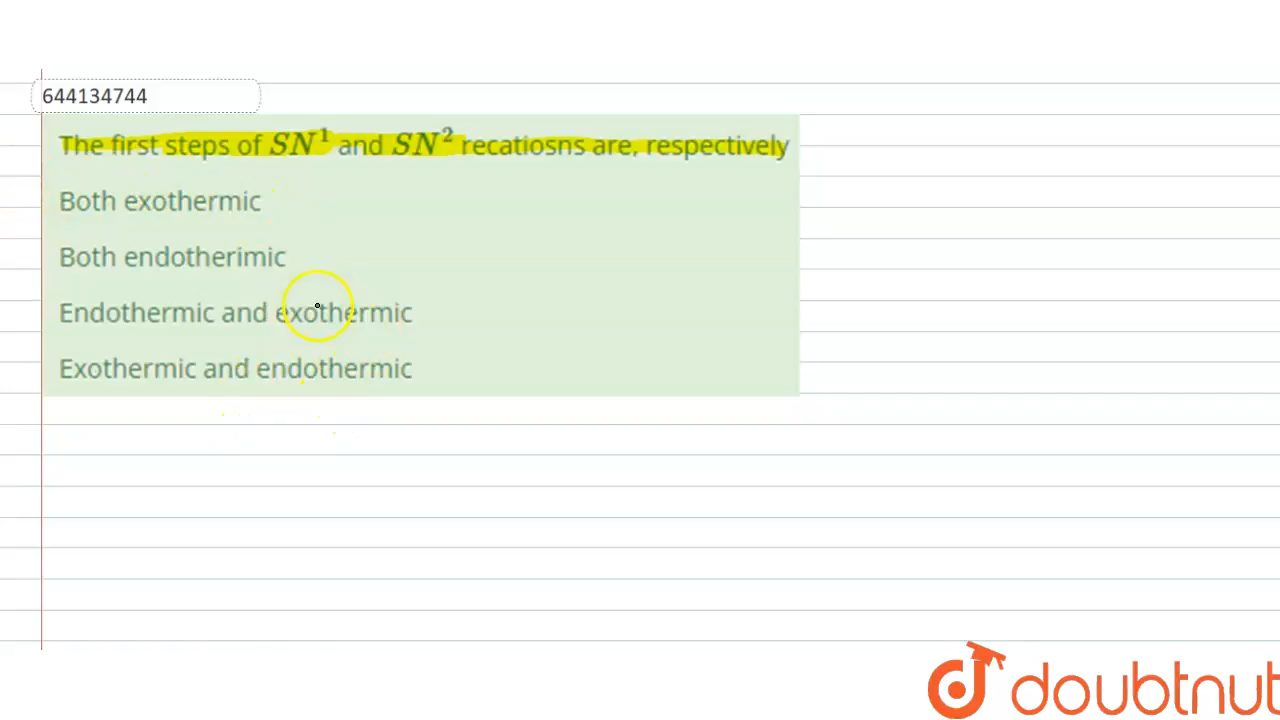 644134744
The first steps of SN¹ and SN² recatiosns are, respectively
Both exothermic
Both endotherimic
Endothermic and exothermic
Exothermic and endothermic
doubtnut